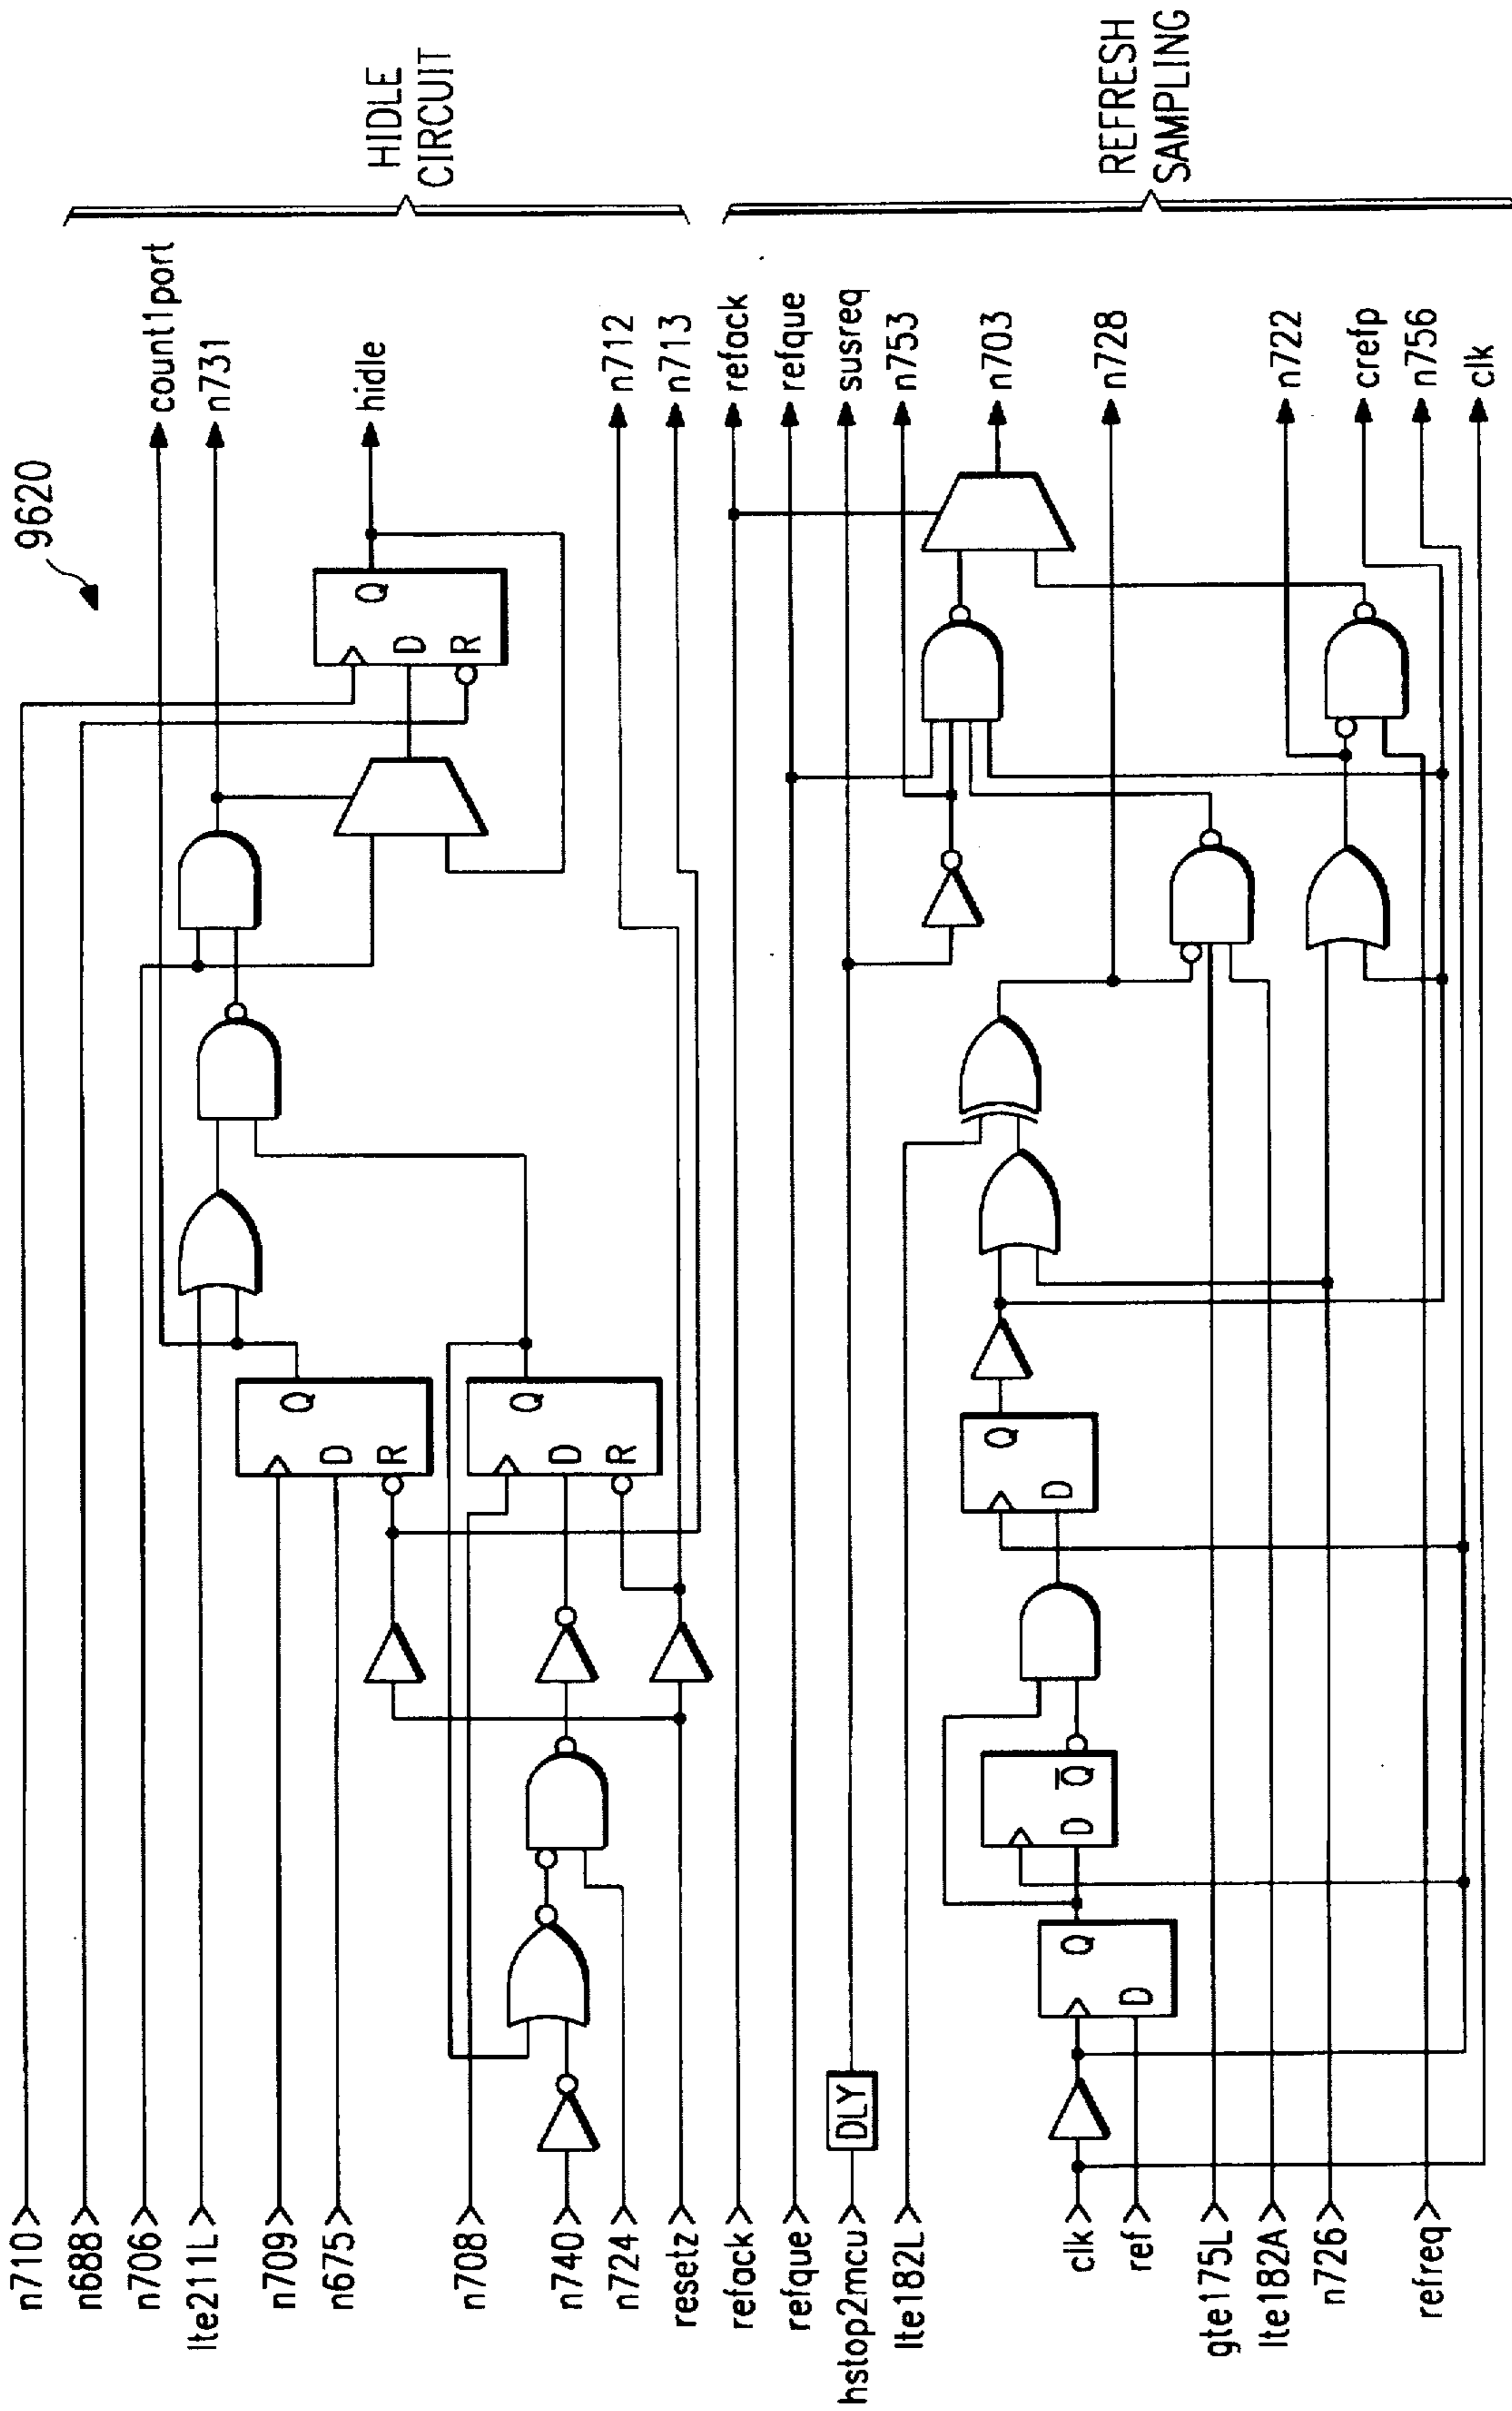 9620
n710
n688
n706
lte211L
n709
n675
n708
n740
n724
resetz
Q
D
R
Q
D
R
Q
D
R
count1port
n731
hidle
n712
n713
HIDLE
CIRCUIT
refack
refque
hstop2mcu
lte182L
clk
ref
gte175L
lte182A
n726
refreq
DLY
Q
D
Q̅
D
Q
D
refack
refque
susreq
n753
n703
n728
n722
crefp
n756
clk
REFRESH
SAMPLING